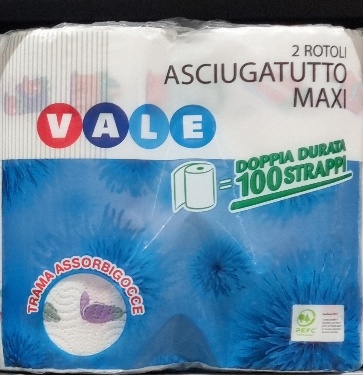 2 ROTOLI
ASCIUGATUTTO
MAXI
VALE
DOPPIA DURATA
= 100 STRAPPI
TRAMA ASSORBIGOCCE
PEFC